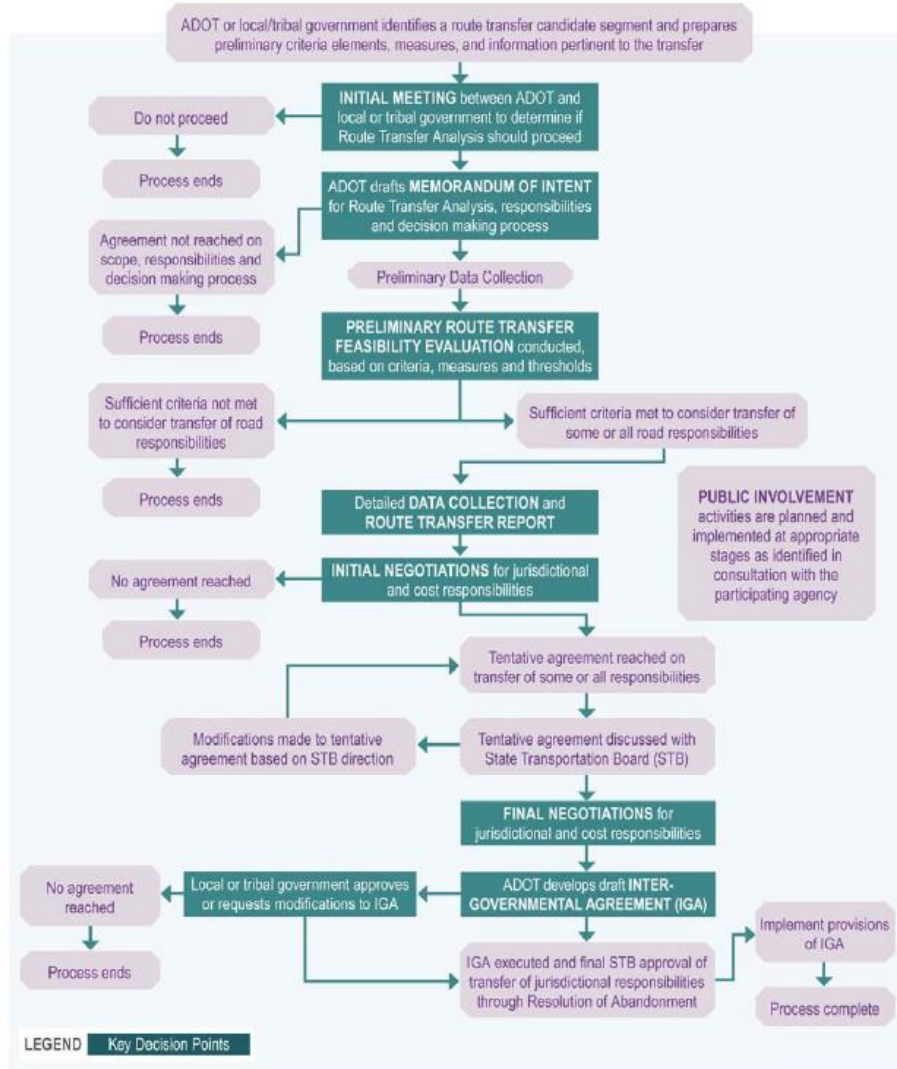 ADOT or local/tribal government identifies a route transfer candidate segment and prepares
preliminary criteria elements, measures, and information pertinent to the transfer
INITIAL MEETING between ADOT and
local or tribal government to determine if
Route Transfer Analysis should proceed
Do not proceed
Process ends
ADOT drafts MEMORANDUM OF INTENT
for Route Transfer Analysis, responsibilities
and decision making process
Agreement not reached on
scope, responsibilities and
decision making process
Process ends
Preliminary Data Collection
PRELIMINARY ROUTE TRANSFER
FEASIBILITY EVALUATION conducted,
based on criteria, measures and thresholds
Sufficient criteria not met
to consider transfer of road
responsibilities
Process ends
Sufficient criteria met to consider transfer of
some or all road responsibilities
Detailed DATA COLLECTION and
ROUTE TRANSFER REPORT
PUBLIC INVOLVEMENT
activities are planned and
implemented at appropriate
stages as identified in
consultation with the
participating agency
INITIAL NEGOTIATIONS for jurisdictional
and cost responsibilities
No agreement reached
Process ends
Tentative agreement reached on
transfer of some or all responsibilities
Modifications made to tentative
agreement based on STB direction
Tentative agreement discussed with
State Transportation Board (STB)
FINAL NEGOTIATIONS for
jurisdictional and cost responsibilities
ADOT develops draft INTER-
GOVERNMENTAL AGREEMENT (IGA)
Local or tribal government approves
or requests modifications to IGA
No agreement
reached
Process ends
IGA executed and final STB approval of
transfer of jurisdictional responsibilities
through Resolution of Abandonment
Implement provisions
of IGA
Process complete
LEGEND Key Decision Points